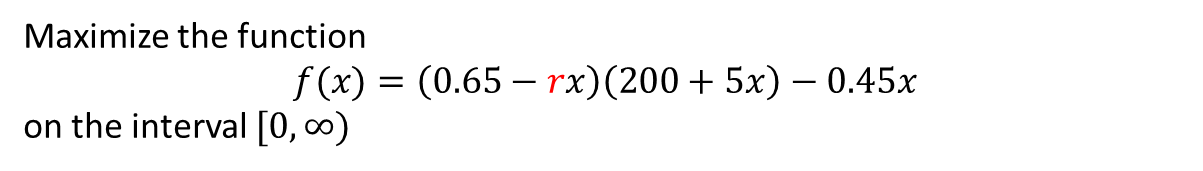 Maximize the function
f(x) = (0.65 − rx)(200 + 5x) − 0.45x
on the interval [0, ∞)